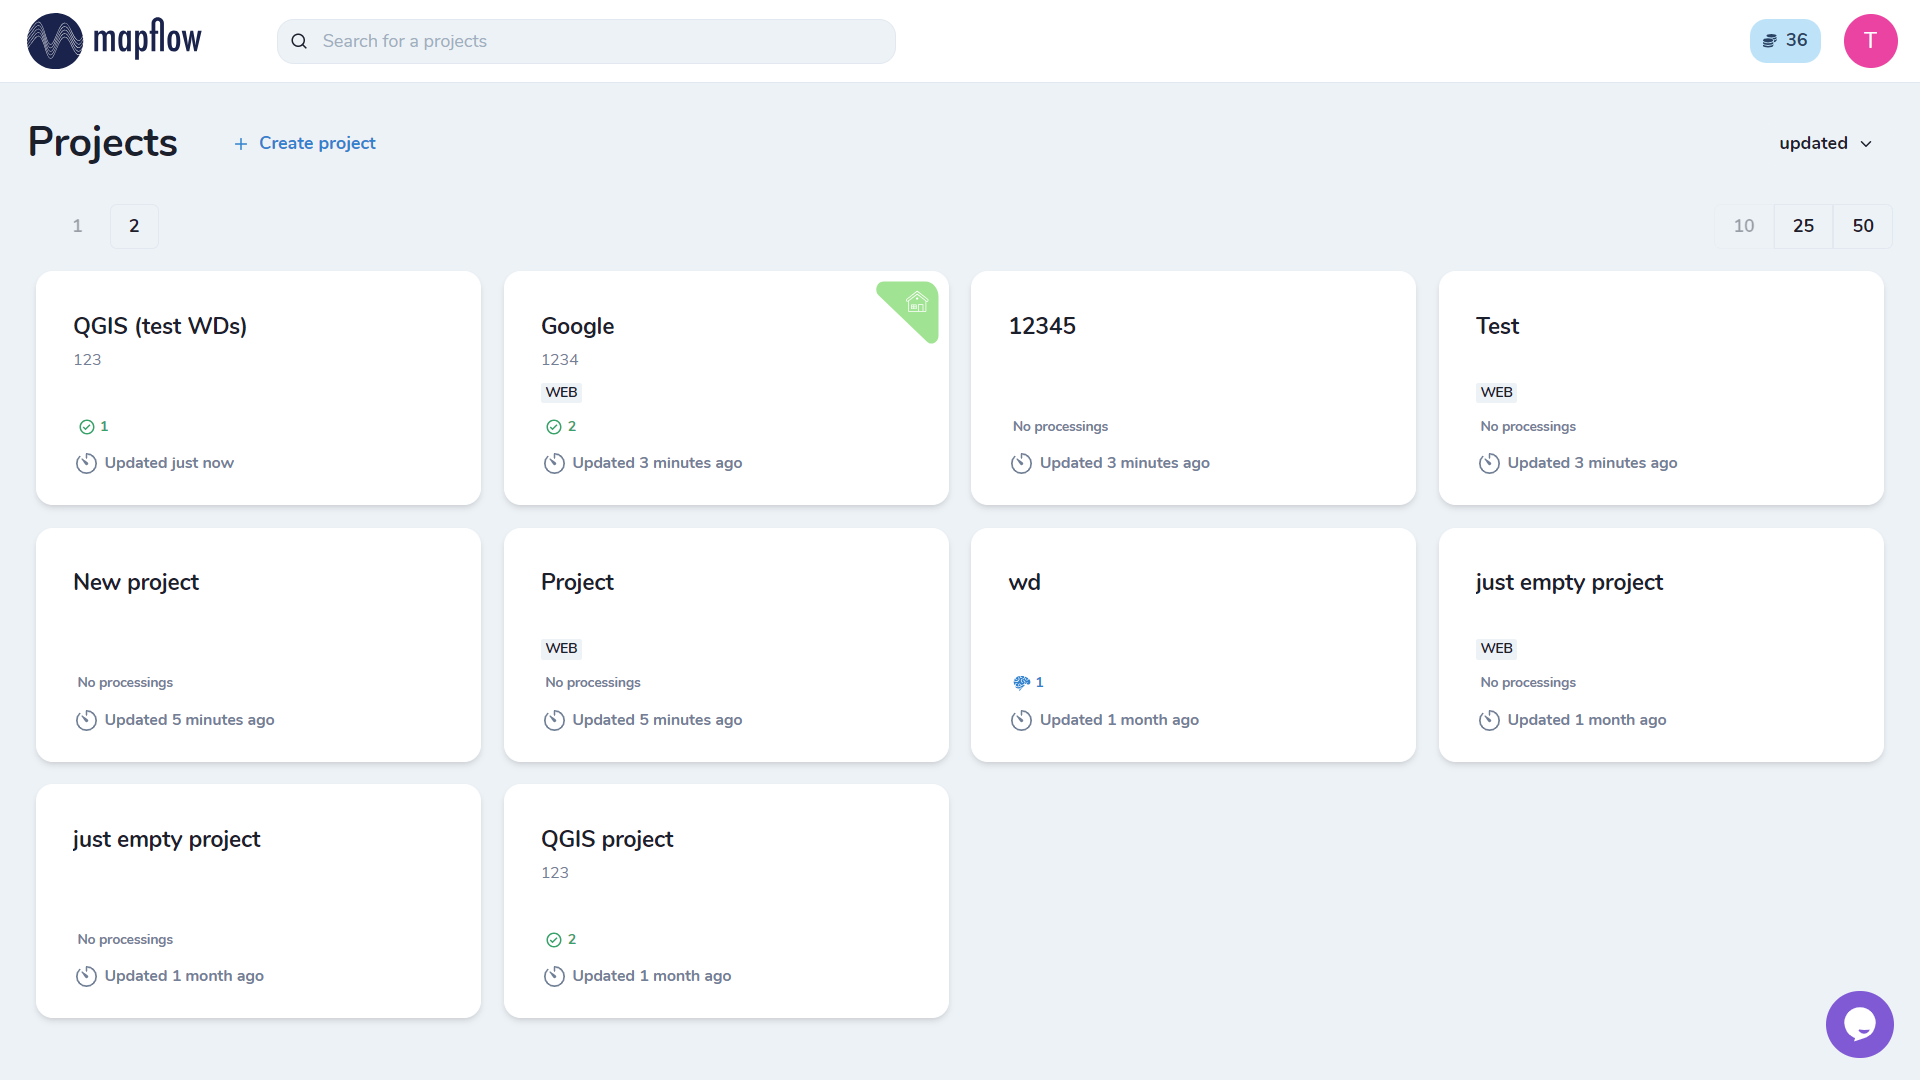 mapflow
Search for a projects
36
T
Projects
Create project
updated
1
2
10
25
50
QGIS (test WDs)
123
1
Updated just now
Google
1234
WEB
2
Updated 3 minutes ago
12345
No processings
Updated 3 minutes ago
Test
WEB
No processings
Updated 3 minutes ago
New project
No processings
Updated 5 minutes ago
Project
WEB
No processings
Updated 5 minutes ago
wd
1
Updated 1 month ago
just empty project
WEB
No processings
Updated 1 month ago
just empty project
No processings
Updated 1 month ago
QGIS project
123
2
Updated 1 month ago